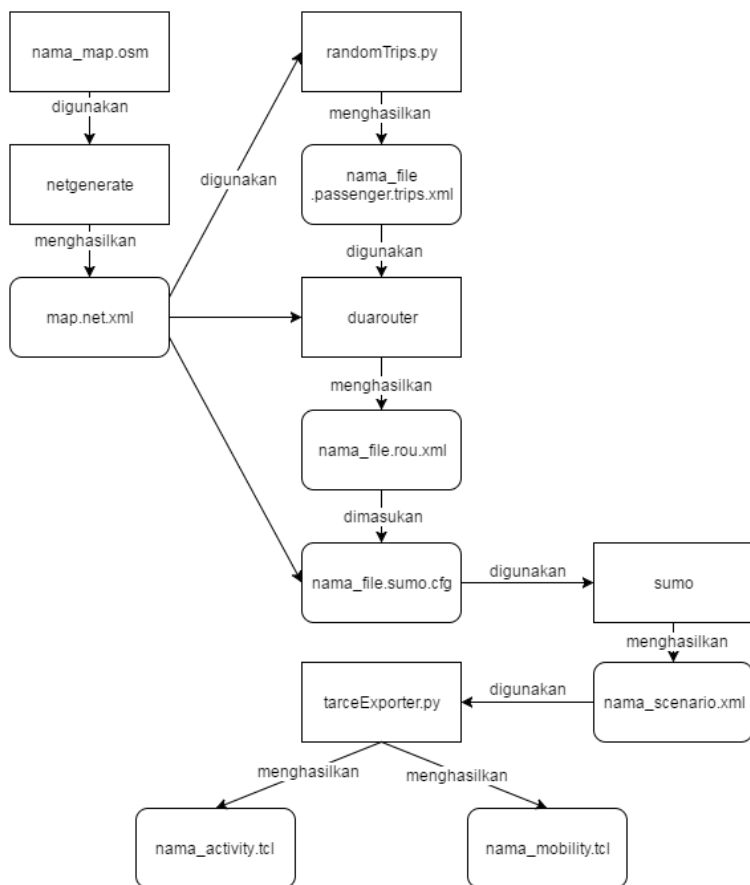 nama_map.osm
randomTrips.py
digunakan
menghasilkan
netgenerate
nama_file
.passenger.trips.xml
digunakan
menghasilkan
digunakan
map.net.xml
duarouter
menghasilkan
nama_file.rou.xml
dimasukan
nama_file.sumo.cfg
digunakan
sumo
menghasilkan
tarceExporter.py
digunakan
nama_scenario.xml
menghasilkan
menghasilkan
nama_activity.tcl
nama_mobility.tcl